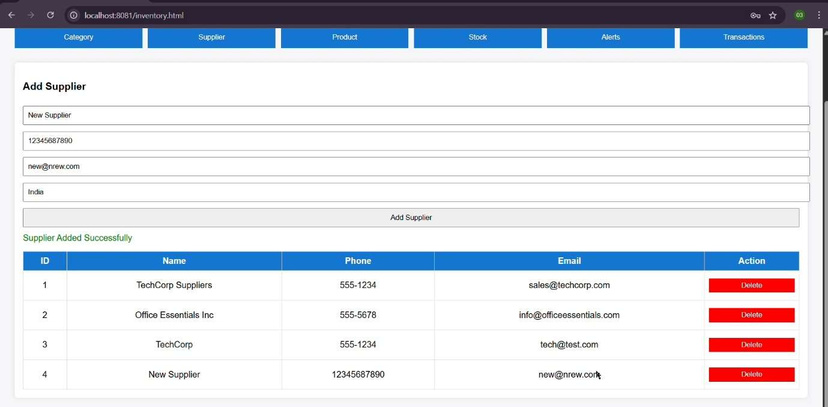 localhost:8081/inventory.html
03
Category Supplier Product Stock Alerts Transactions
Add Supplier
New Supplier
12345687890
new@nrew.com
India
Add Supplier
Supplier Added Successfully
ID Name Phone Email Action
1 TechCorp Suppliers 555-1234 sales@techcorp.com Delete
2 Office Essentials Inc 555-5678 info@officeessentials.com Delete
3 TechCorp 555-1234 tech@test.com Delete
4 New Supplier 12345687890 new@nrew.com Delete